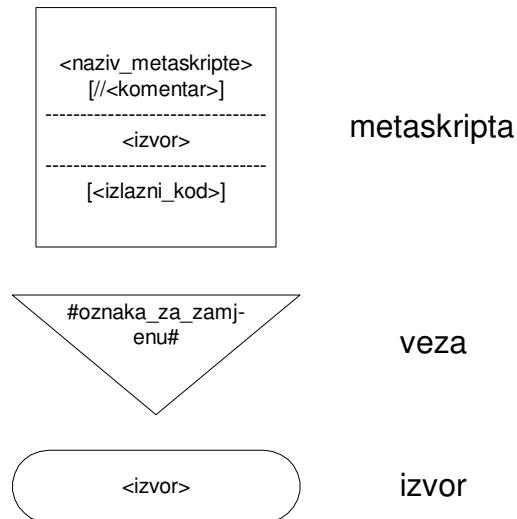 <naziv_metaskripte>
[//<komentar>]
----------------------------------
<izvor>
----------------------------------
[<izlazni_kod>]
metaskripta
#oznaka_za_zamj-
enu#
veza
<izvor>
izvor